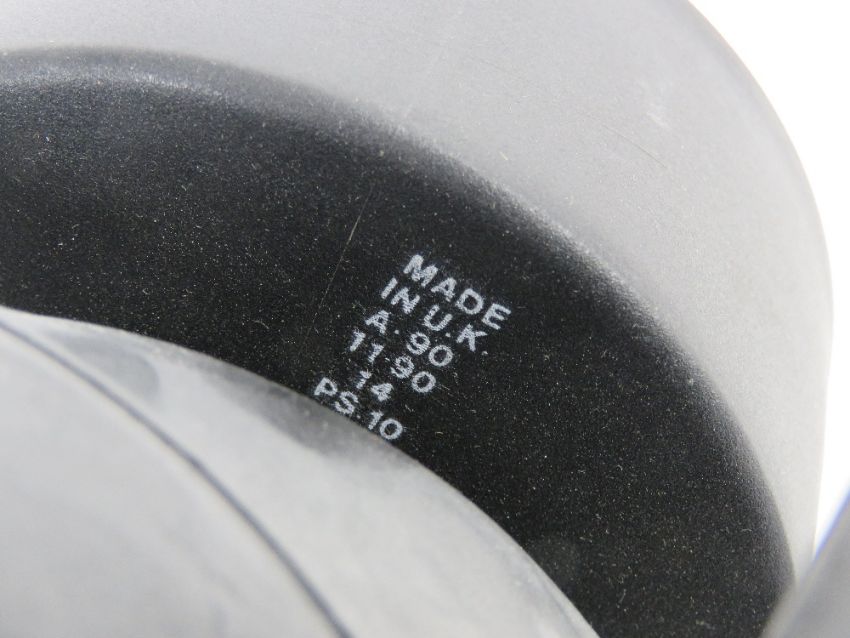 MADE
IN U.K.
A. 90
11.90
14
PS.10